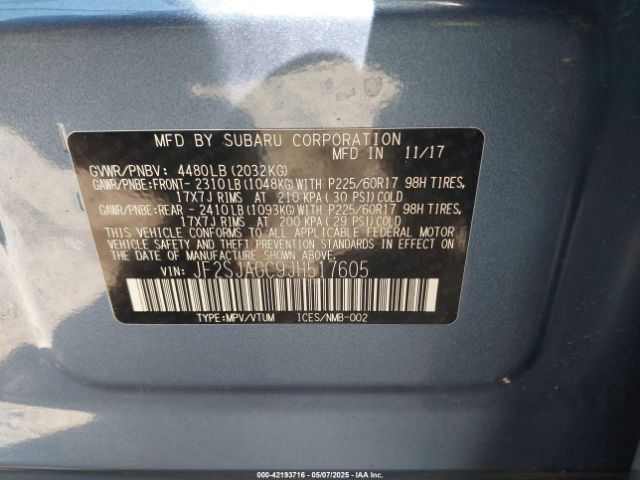 MFD BY SUBARU CORPORATION
MFD IN 11/17
GVWR/PNBV: 4480LB (2032KG)
GAWR/PNBE:FRONT- 2310LB (1048KG) WITH P225/60R17 98H TIRES,
17X7J RIMS AT 210 KPA ( 30 PSI) COLD
GAWR/PNBE:REAR - 2410LB (1093KG) WITH P225/60R17 98H TIRES,
17X7J RIMS AT 200 KPA (29 PSI) COLD
THIS VEHICLE CONFORMS TO ALL APPLICABLE FEDERAL MOTOR
VEHICLE SAFETY AND THEFT PREVENTION STANDARDS IN EFFECT ON
THE DATE OF MANUFACTURE SHOWN ABOVE.
VIN: JF2SJAGC9JH517605
TYPE:MPV/VTUM ICES/NMB-002
000-42193716 - 05/07/2025 - Copyright IAA, LLC.